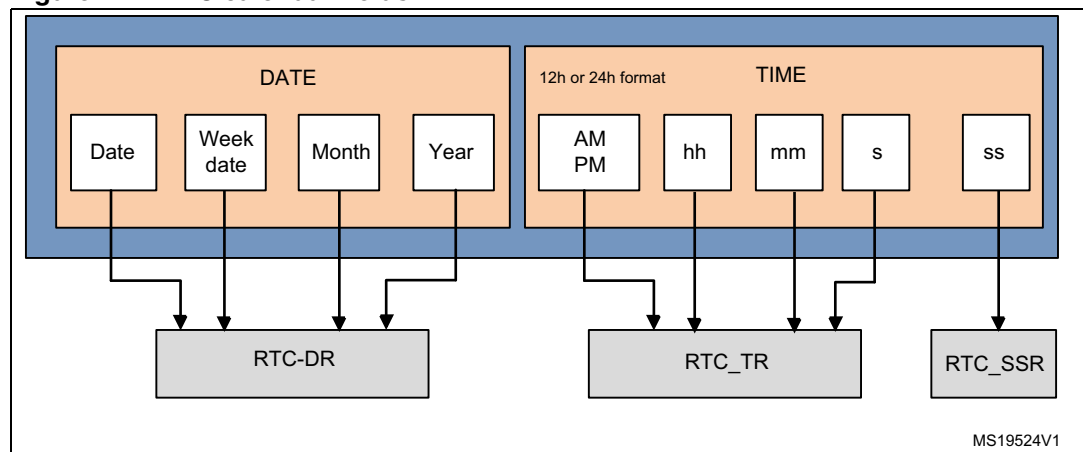 DATE
12h or 24h format TIME
Date
Week
date
Month
Year
AM
PM
hh
mm
s
ss
RTC-DR
RTC_TR
RTC_SSR
MS19524V1